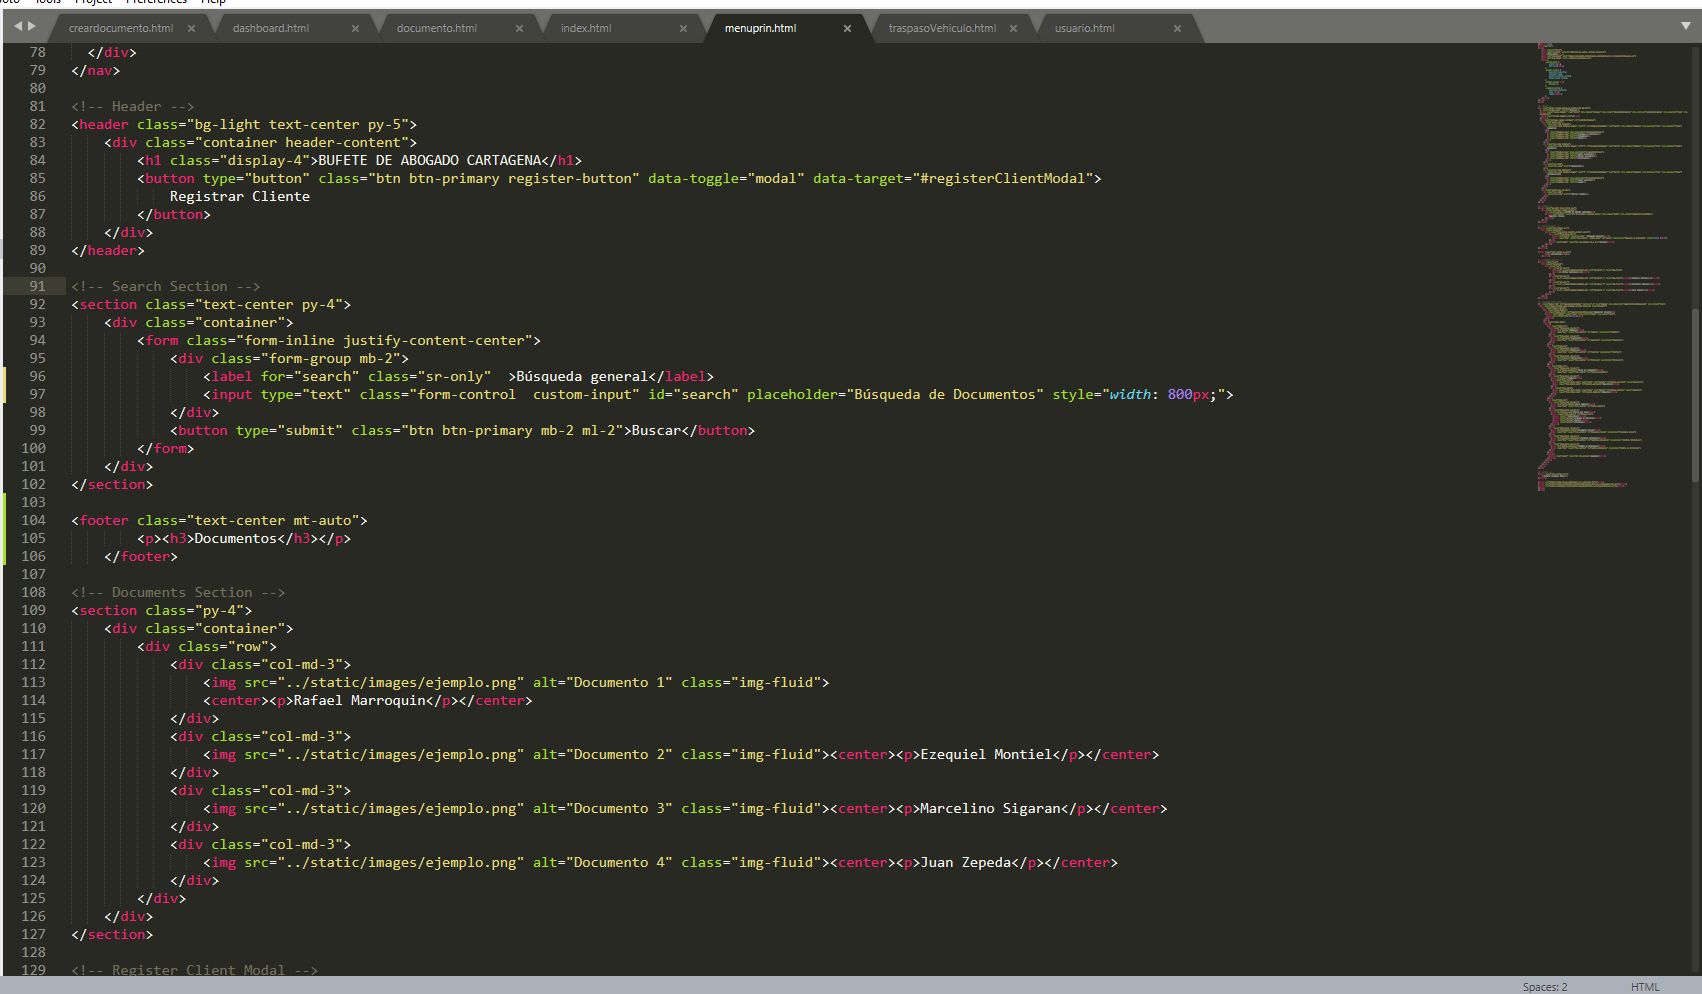 Tools Project Preferences Help
creardocumento.html × dashboard.html × documento.html × index.html × menuprin.html × traspasoVehiculo.html × usuario.html ×
78 </div>
79 </nav>
80
81 <!-- Header -->
82 <header class="bg-light text-center py-5">
83 <div class="container header-content">
84 <h1 class="display-4">BUFETE DE ABOGADO CARTAGENA</h1>
85 <button type="button" class="btn btn-primary register-button" data-toggle="modal" data-target="#registerClientModal">
86 Registrar Cliente
87 </button>
88 </div>
89 </header>
90
91 <!-- Search Section -->
92 <section class="text-center py-4">
93 <div class="container">
94 <form class="form-inline justify-content-center">
95 <div class="form-group mb-2">
96 <label for="search" class="sr-only"  >Búsqueda general</label>
97 <input type="text" class="form-control  custom-input" id="search" placeholder="Búsqueda de Documentos" style="width: 800px;">
98 </div>
99 <button type="submit" class="btn btn-primary mb-2 ml-2">Buscar</button>
100 </form>
101 </div>
102 </section>
103
104 <footer class="text-center mt-auto">
105 <p><h3>Documentos</h3></p>
106 </footer>
107
108 <!-- Documents Section -->
109 <section class="py-4">
110 <div class="container">
111 <div class="row">
112 <div class="col-md-3">
113 <img src="../static/images/ejemplo.png" alt="Documento 1" class="img-fluid">
114 <center><p>Rafael Marroquin</p></center>
115 </div>
116 <div class="col-md-3">
117 <img src="../static/images/ejemplo.png" alt="Documento 2" class="img-fluid"><center><p>Ezequiel Montiel</p></center>
118 </div>
119 <div class="col-md-3">
120 <img src="../static/images/ejemplo.png" alt="Documento 3" class="img-fluid"><center><p>Marcelino Sigaran</p></center>
121 </div>
122 <div class="col-md-3">
123 <img src="../static/images/ejemplo.png" alt="Documento 4" class="img-fluid"><center><p>Juan Zepeda</p></center>
124 </div>
125 </div>
126 </div>
127 </section>
128
129 <!-- Register Client Modal -->
Spaces: 2 HTML